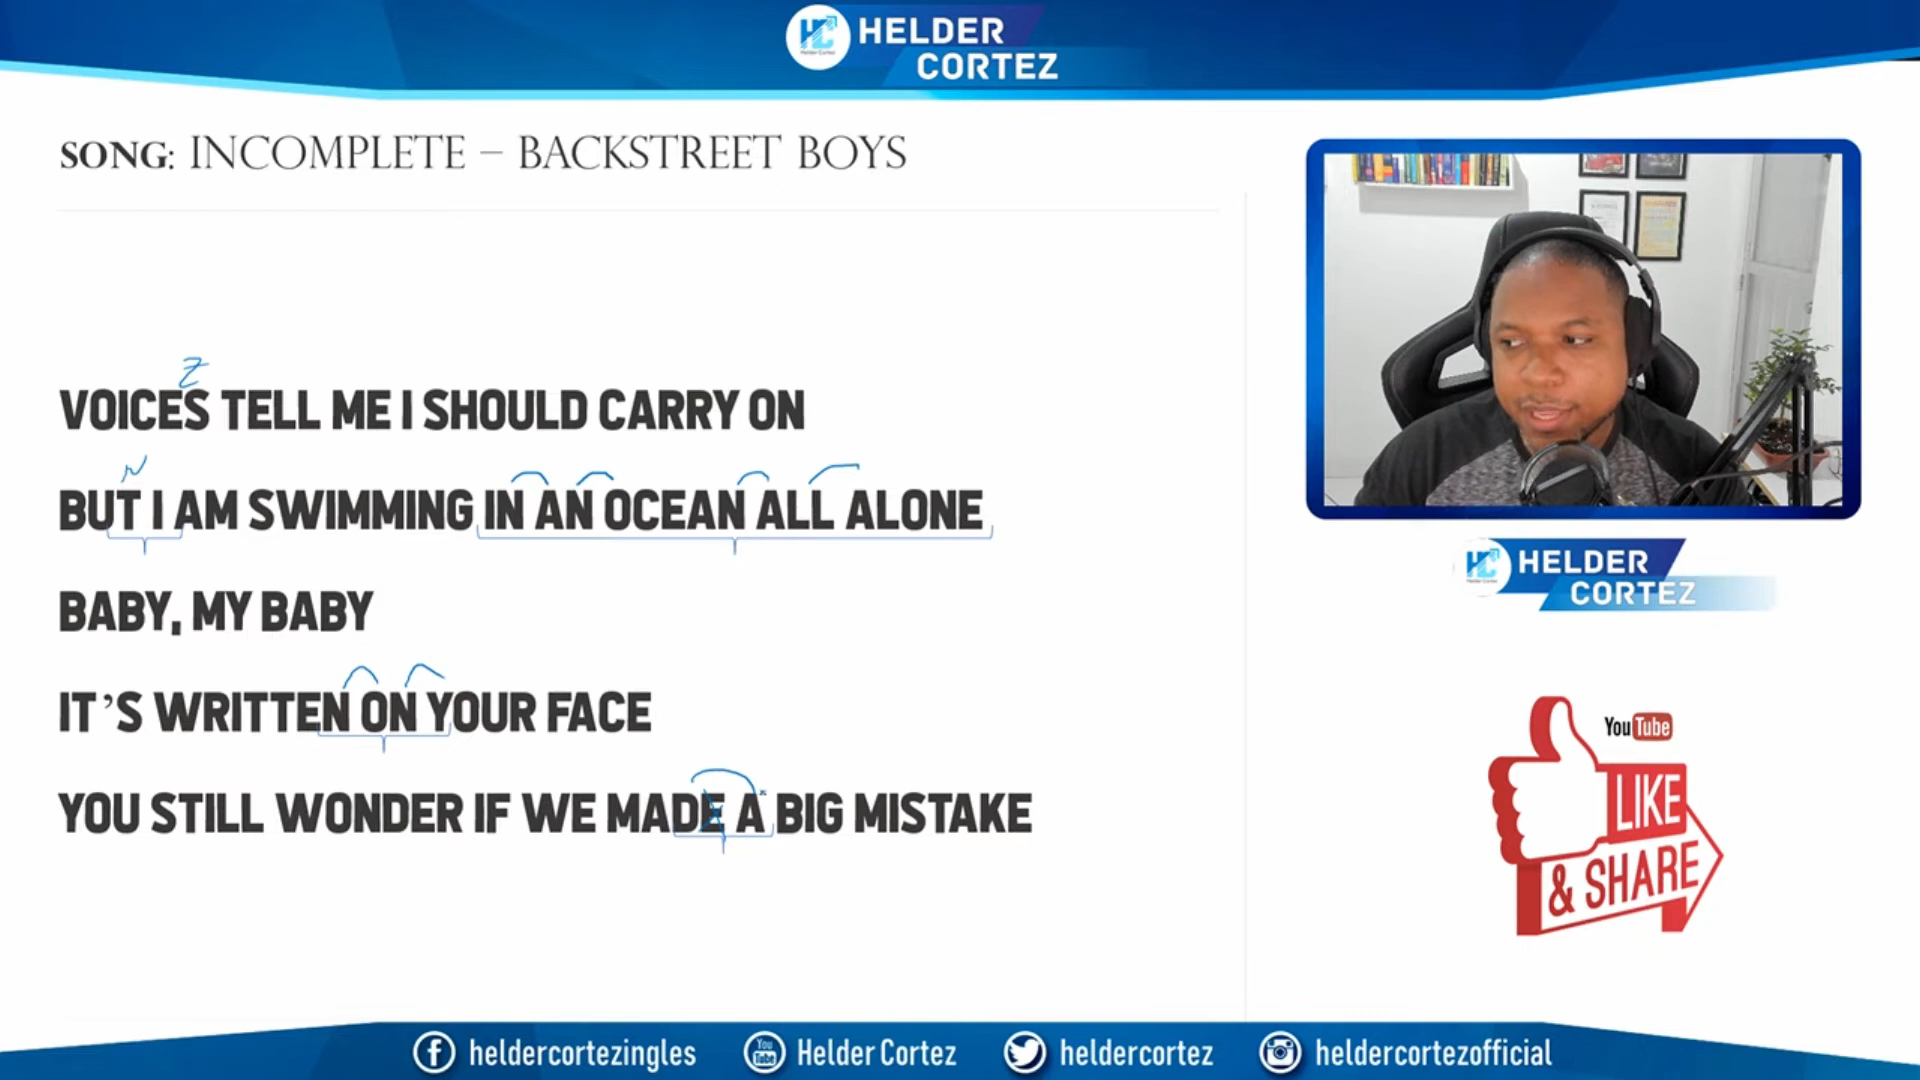 HELDER
CORTEZ
SONG: INCOMPLETE – BACKSTREET BOYS
Z
VOICES TELL ME I SHOULD CARRY ON
BUT I AM SWIMMING IN AN OCEAN ALL ALONE
BABY, MY BABY
IT'S WRITTEN ON YOUR FACE
YOU STILL WONDER IF WE MADE A BIG MISTAKE
HELDER
CORTEZ
YouTube
LIKE
& SHARE
heldercortezingles
Helder Cortez
heldercortez
heldercortezofficial